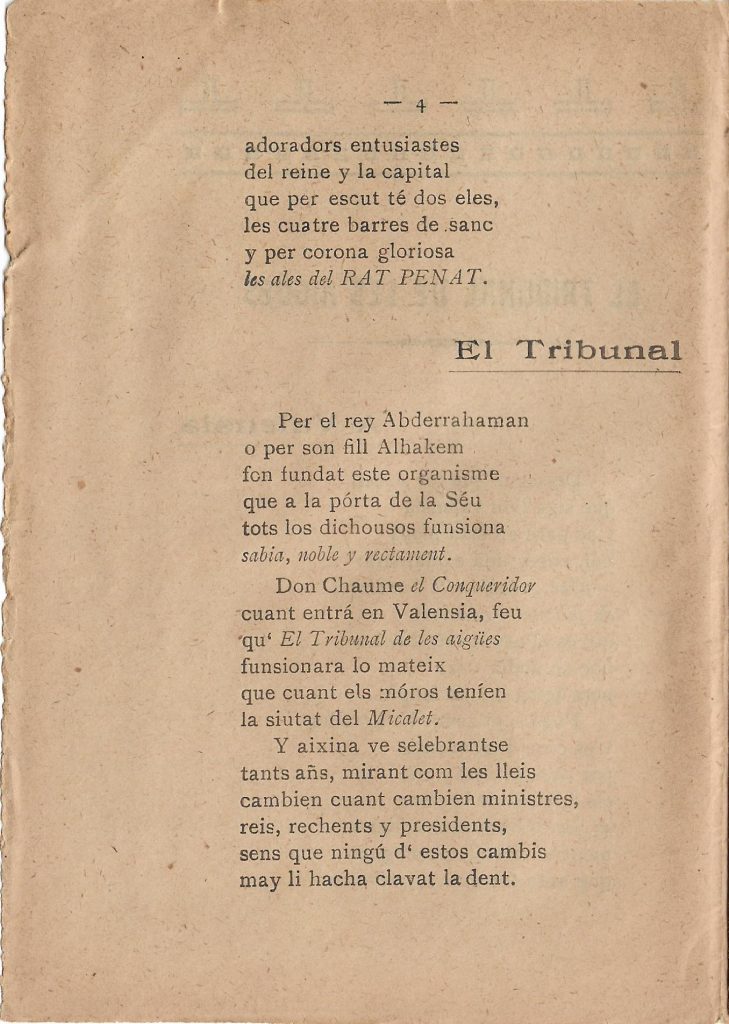 — 4 —
adoradors entusiastes
del reine y la capital
que per escut té dos eles,
les cuatre barres de sanc
y per corona gloriosa
les ales del RAT PENAT.
El Tribunal
Per el rey Abderrahaman
o per son fill Alhakem
fon fundat este organisme
que a la pórta de la Séu
tots los dichousos funsiona
sabia, noble y rectament.
Don Chaume el Conqueridor
cuant entrá en Valensia, feu
qu‘ El Tribunal de les aigües
funsionara lo mateix
que cuant els móros teníen
la siutat del Micalet.
Y aixina ve selebrantse
tants añs, mirant com les lleis
cambien cuant cambien ministres,
reis, rechents y presidents,
sens que ningú d‘ estos cambis
may li hacha clavat la dent.